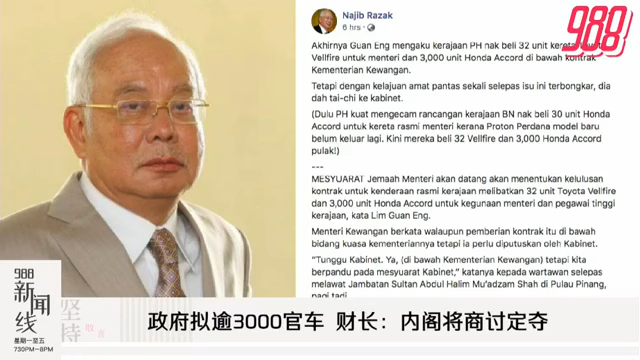 Najib Razak
6 hrs ·
988
Akhirnya Guan Eng mengaku kerajaan PH nak beli 32 unit kereta Toyota
Vellfire untuk menteri dan 3,000 unit Honda Accord di bawah kontrak
Kementerian Kewangan.
Tetapi dengan kelajuan amat pantas sekali selepas isu ini terbongkar, dia
dah tai-chi ke kabinet.
(Dulu PH kuat mengecam rancangan kerajaan BN nak beli 30 unit Honda
Accord untuk kereta rasmi menteri kerana Proton Perdana model baru
belum keluar lagi. Kini mereka beli 32 Vellfire dan 3,000 Honda Accord
pulak!)
---
MESYUARAT Jemaah Menteri akan datang akan menentukan kelulusan
kontrak untuk kenderaan rasmi kerajaan melibatkan 32 unit Toyota Vellfire
dan 3,000 unit Honda Accord untuk kegunaan menteri dan pegawai tinggi
kerajaan, kata Lim Guan Eng.
Menteri Kewangan berkata walaupun pemberian kontrak itu di bawah
bidang kuasa kementeriannya tetapi ia perlu diputuskan oleh Kabinet.
“Tunggu Kabinet. Ya, (di bawah Kementerian Kewangan) tetapi kita
berpandu pada mesyuarat Kabinet,” katanya kepada wartawan selepas
melawat Jambatan Sultan Abdul Halim Mu'adzam Shah di Pulau Pinang,
pagi tadi.
988
新闻线
星期一至五
730PM-8PM
坚持
敢言
政府拟逾3000官车 财长：内阁将商讨定夺